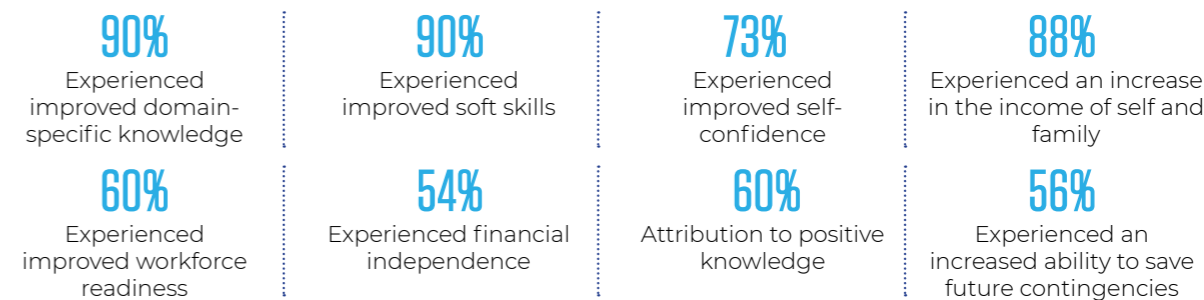 90%
Experienced
improved domain-
specific knowledge
90%
Experienced
improved soft skills
73%
Experienced
improved self-
confidence
88%
Experienced an increase
in the income of self and
family
60%
Experienced
improved workforce
readiness
54%
Experienced financial
independence
60%
Attribution to positive
knowledge
56%
Experienced an
increased ability to save
future contingencies